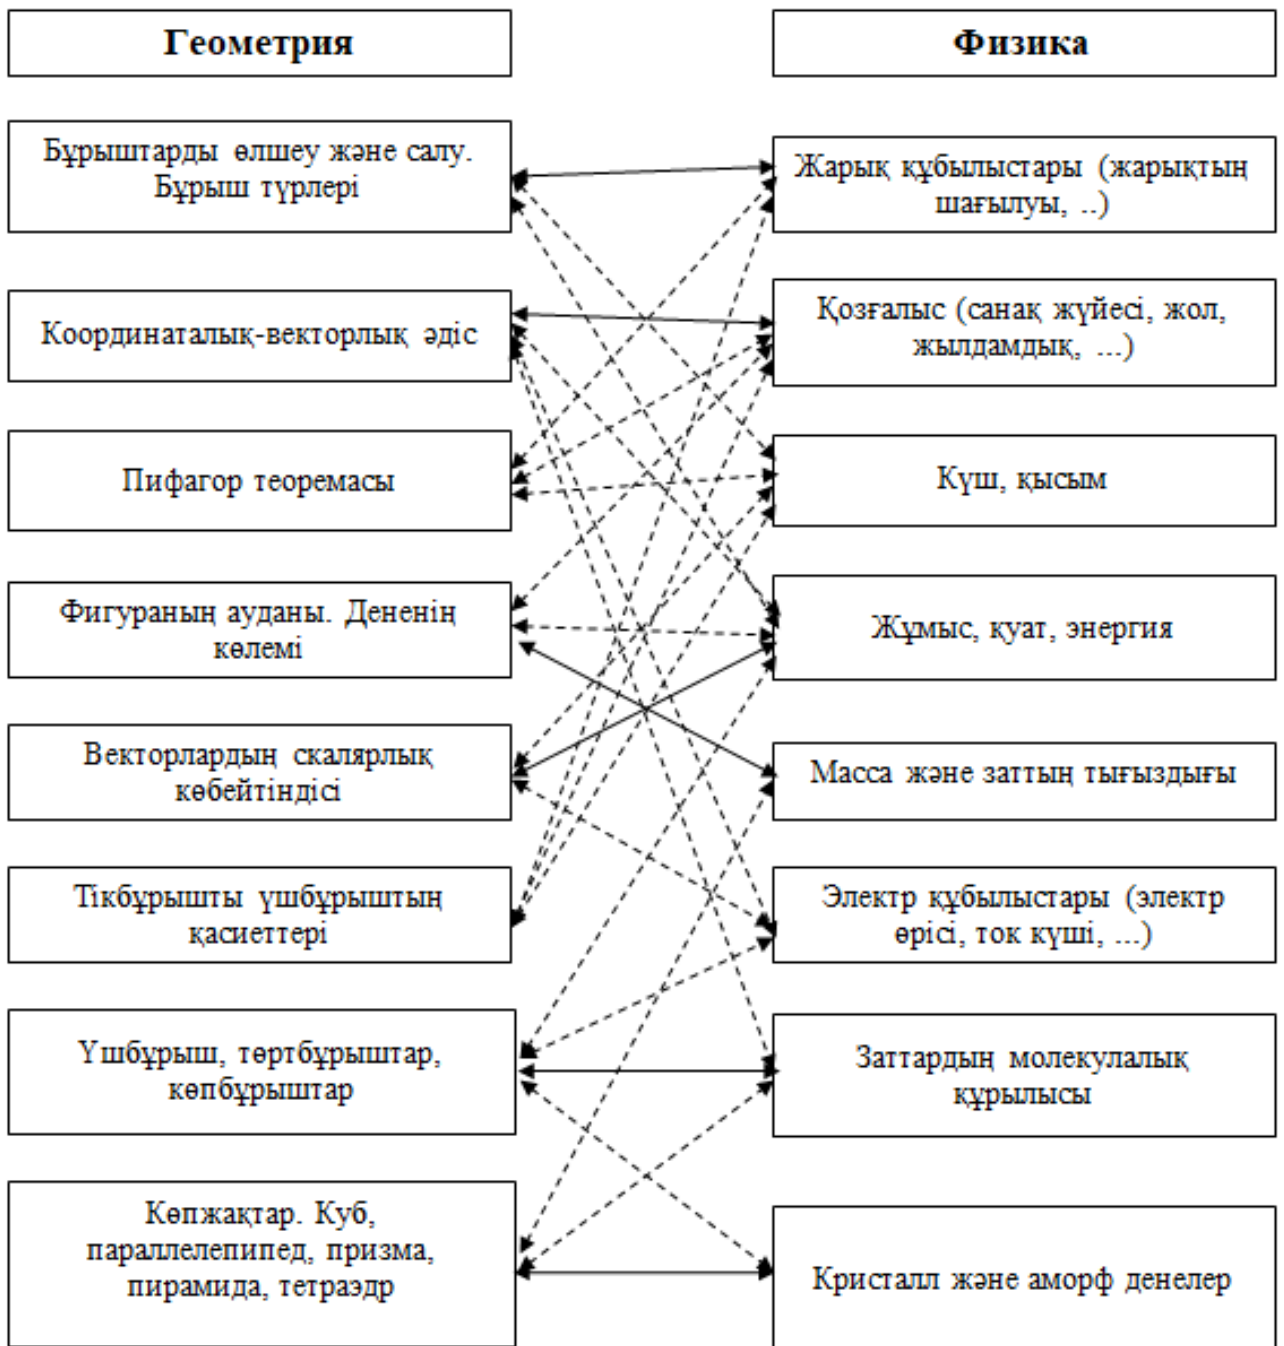 Геометрия
Бұрыштарды өлшеу және салу.
Бұрыш түрлері
Координаталық-векторлық әдіс
Пифагор теоремасы
Фигураның ауданы. Дененің
көлемі
Векторлардың скалярлық
көбейтіндісі
Тікбұрышты үшбұрыштың
қасиеттері
Үшбұрыш, төртбұрыштар,
көпбұрыштар
Көпжақтар. Куб,
параллелепипед, призма,
пирамида, тетраэдр
Физика
Жарық құбылыстары (жарықтың
шағылуы, ..)
Қозғалыс (санақ жүйесі, жол,
жылдамдық, ...)
Күш, қысым
Жұмыс, қуат, энергия
Масса және заттың тығыздығы
Электр құбылыстары (электр
өрісі, ток күші, ...)
Заттардың молекулалық
құрылысы
Кристалл және аморф денелер